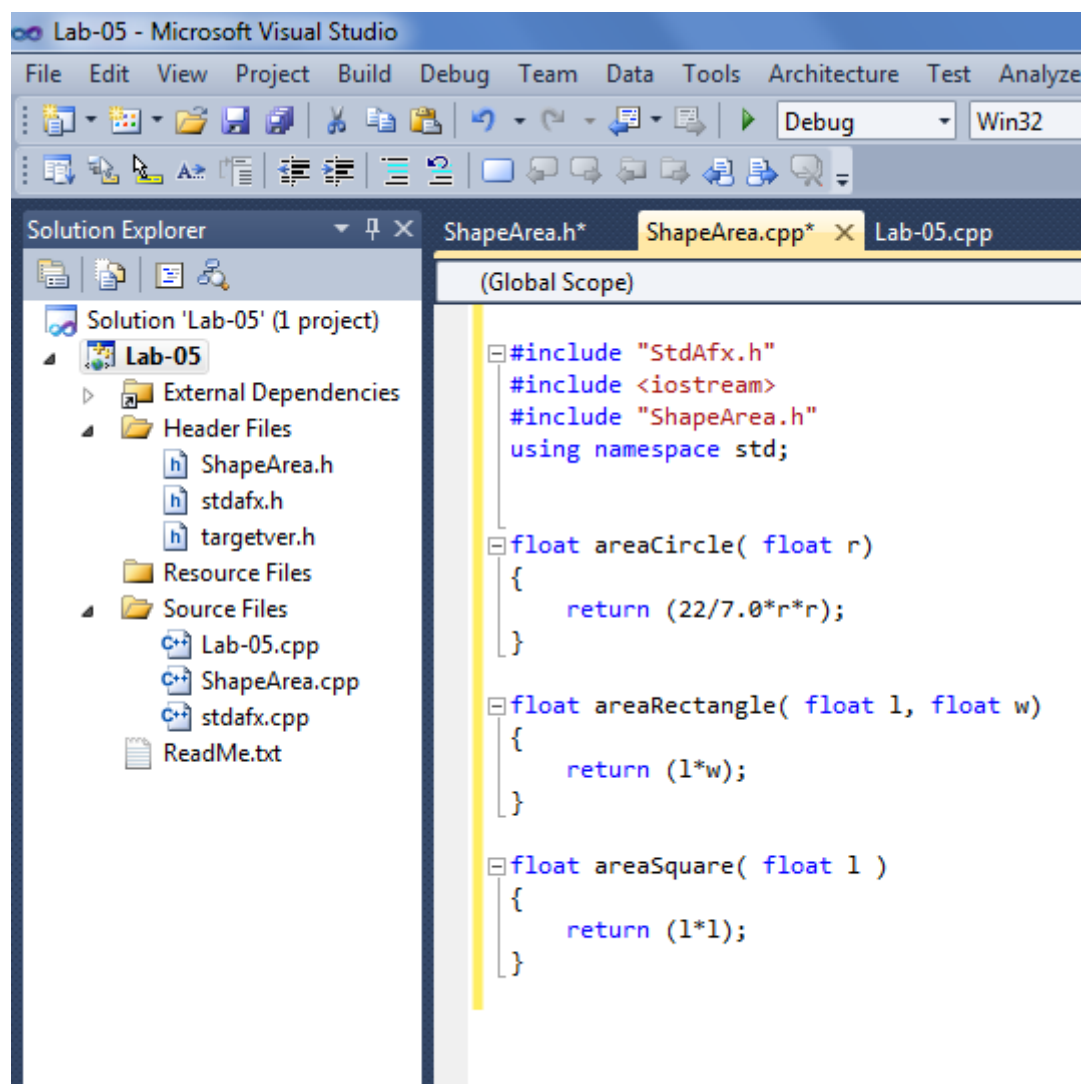 Lab-05 - Microsoft Visual Studio
File Edit View Project Build Debug Team Data Tools Architecture Test Analyze
Debug Win32
Solution Explorer
ShapeArea.h* ShapeArea.cpp* Lab-05.cpp
(Global Scope)
Solution 'Lab-05' (1 project)
Lab-05
External Dependencies
Header Files
ShapeArea.h
stdafx.h
targetver.h
Resource Files
Source Files
Lab-05.cpp
ShapeArea.cpp
stdafx.cpp
ReadMe.txt
#include "StdAfx.h"
#include <iostream>
#include "ShapeArea.h"
using namespace std;
float areaCircle( float r)
{
return (22/7.0*r*r);
}
float areaRectangle( float l, float w)
{
return (l*w);
}
float areaSquare( float l )
{
return (l*l);
}